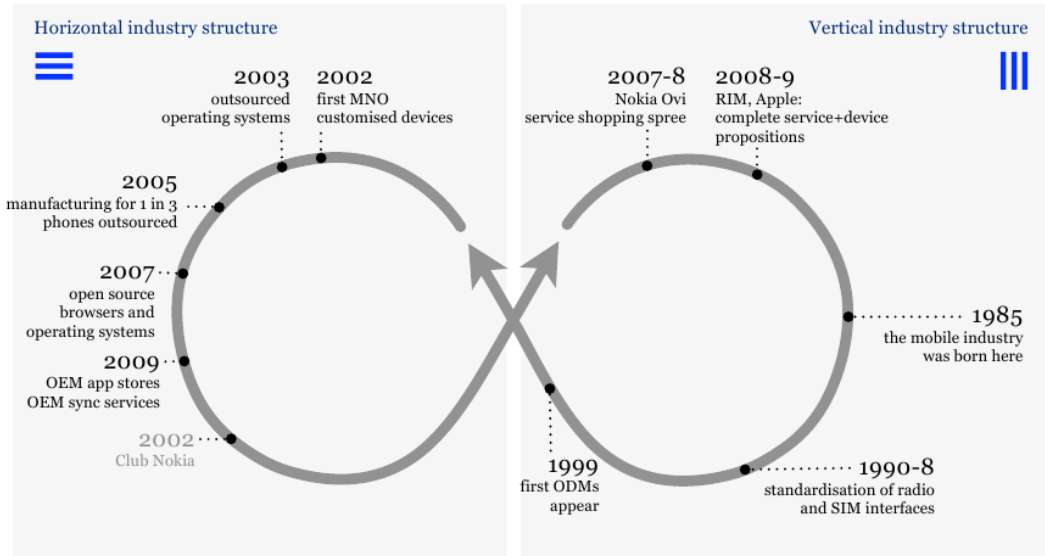 Horizontal industry structure
Vertical industry structure
2003
outsourced
operating systems
2002
first MNO
customised devices
2005
manufacturing for 1 in 3
phones outsourced
2007
open source
browsers and
operating systems
2009
OEM app stores
OEM sync services
2002
Club Nokia
2007-8
Nokia Ovi
service shopping spree
2008-9
RIM, Apple:
complete service+device
propositions
1985
the mobile industry
was born here
1990-8
standardisation of radio
and SIM interfaces
1999
first ODMs
appear